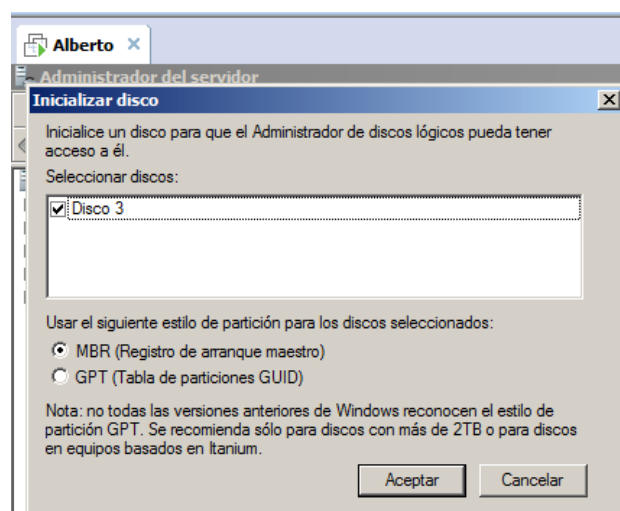 Alberto
Administrador del servidor
Inicializar disco
Inicialice un disco para que el Administrador de discos lógicos pueda tener
acceso a él.
Seleccionar discos:
Disco 3
Usar el siguiente estilo de partición para los discos seleccionados:
MBR (Registro de arranque maestro)
GPT (Tabla de particiones GUID)
Nota: no todas las versiones anteriores de Windows reconocen el estilo de
partición GPT. Se recomienda sólo para discos con más de 2TB o para discos
en equipos basados en Itanium.
Aceptar Cancelar